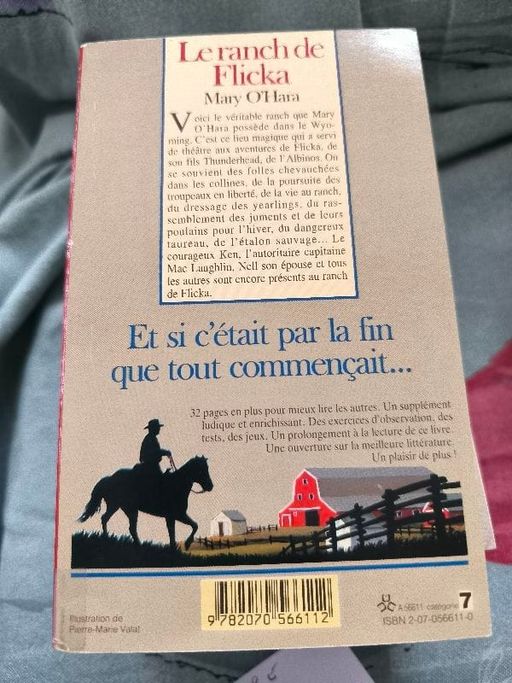 Le ranch de
Flicka
Mary O'Hara
Voici le véritable ranch que Mary
O'Hara possède dans le Wyo-
ming. C'est ce lieu magique qui a servi
de théâtre aux aventures de Flicka, de
son fils Thunderhead, de l'Albinos. On
se souvient des folles chevauchées
dans les collines, de la poursuite des
troupeaux en liberté, de la vie au ranch,
du dressage des yearlings, du ras-
semblement des juments et de leurs
poulains pour l'hiver, du dangereux
taureau, de l'étalon sauvage... Le
courageux Ken, l'autoritaire capitaine
Mac Laughlin, Nell son épouse et tous
les autres sont encore présents au ranch
de Flicka.
Et si c'était par la fin
que tout commençait...
32 pages en plus pour mieux lire les autres. Un supplément
ludique et enrichissant. Des exercices d'observation, des
tests, des jeux. Un prolongement à la lecture de ce livre.
Une ouverture sur la meilleure littérature.
Un plaisir de plus !
Illustration de
Pierre-Marie Valat
9 782070 566112
A 56611 catégorie 7
ISBN 2-07-056611-0